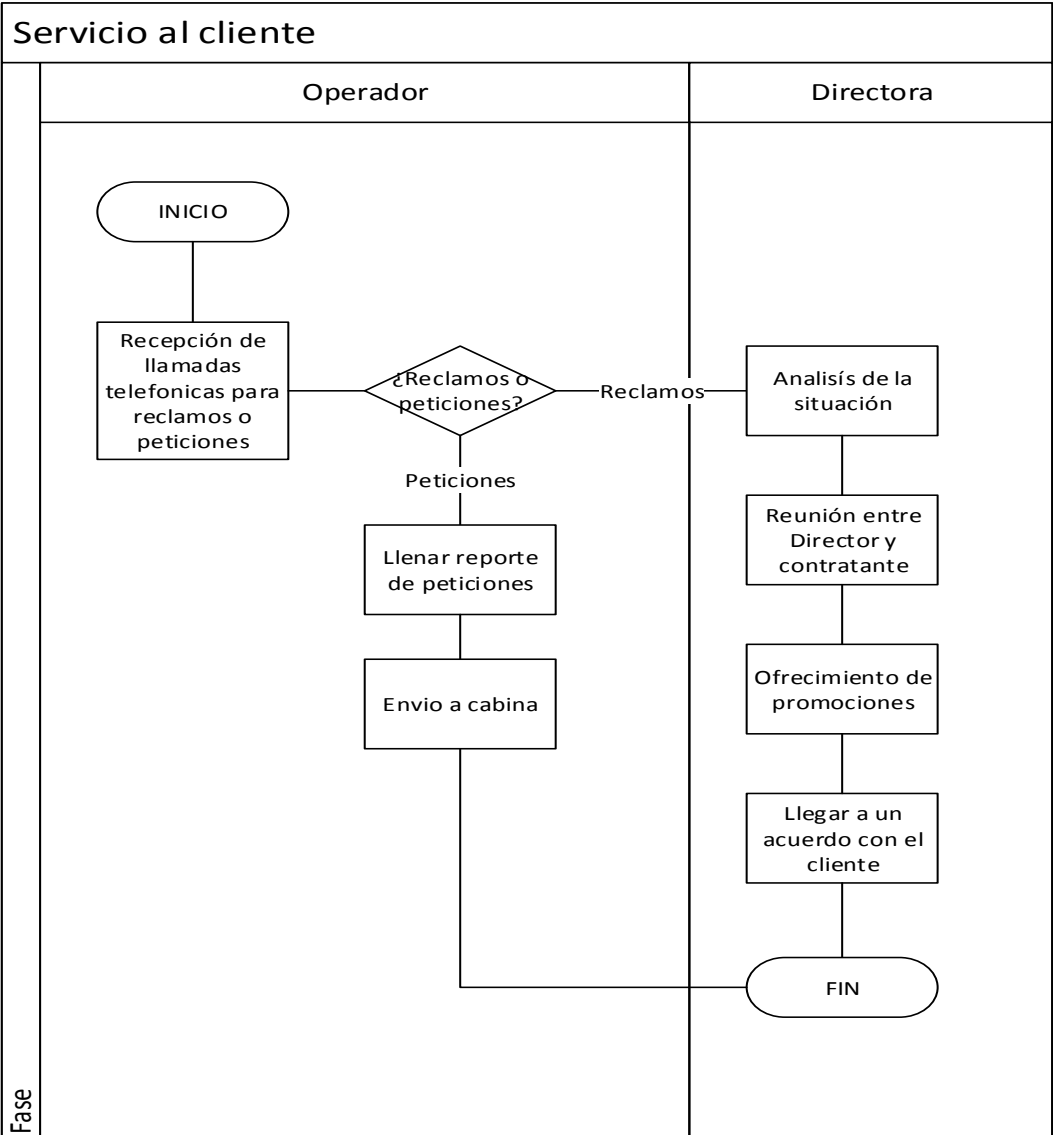 Servicio al cliente
Operador
Directora
INICIO
Recepción de
llamadas
telefonicas para
reclamos o
peticiones
¿Reclamos o
peticiones?
Reclamos
Analisís de la
situación
Peticiones
Llenar reporte
de peticiones
Reunión entre
Director y
contratante
Envio a cabina
Ofrecimiento de
promociones
Llegar a un
acuerdo con el
cliente
FIN
Fase